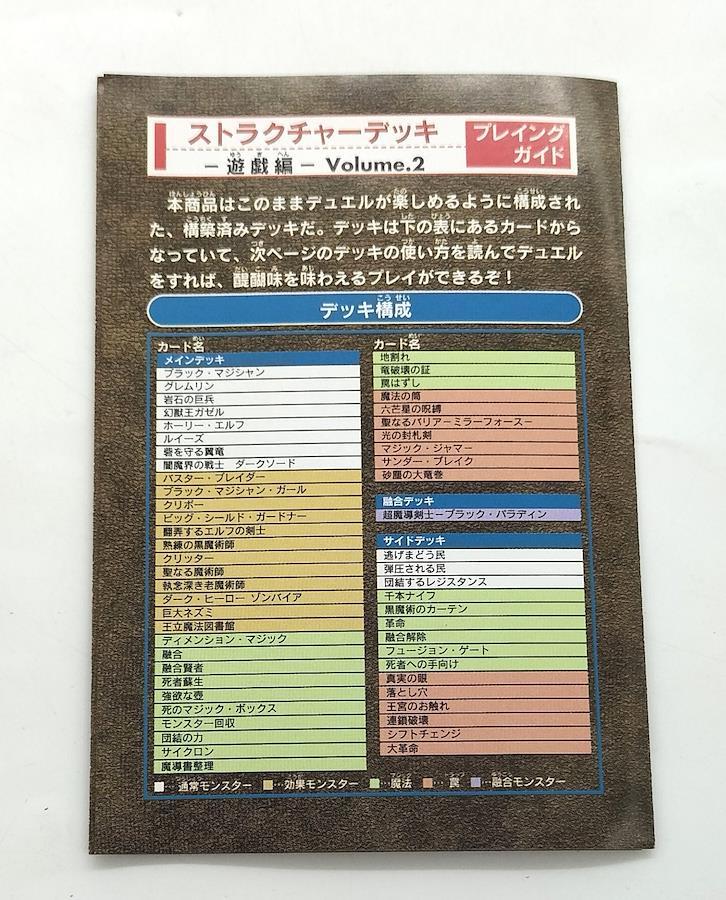 ストラクチャーデッキ
プレイング
ガイド
− 遊戯編 − Volume.2
本商品はこのままデュエルが楽しめるように構成され
た、構築済みデッキだ。デッキは下の表にあるカードから
なっていて、次ページのデッキの使い方を読んでデュエル
をすれば、醍醐味を味わえるプレイができるぞ！
デッキ構成
カード名
メインデッキ
ブラック・マジシャン
グレムリン
岩石の巨兵
幻獣王ガゼル
ホーリー・エルフ
ルイーズ
砦を守る翼竜
闇魔界の戦士　ダークソード
バスター・ブレイダー
ブラック・マジシャン・ガール
クリボー
ビッグ・シールド・ガードナー
翻弄するエルフの剣士
熟練の黒魔術師
クリッター
聖なる魔術師
執念深き老魔術師
ダーク・ヒーロー ゾンバイア
巨大ネズミ
王立魔法図書館
ディメンション・マジック
融合
融合賢者
死者蘇生
強欲な壺
死のマジック・ボックス
モンスター回収
団結の力
サイクロン
魔導書整理
カード名
地割れ
竜破壊の証
罠はずし
魔法の筒
六芒星の呪縛
聖なるバリアーミラーフォースー
光の封札剣
マジック・ジャマー
サンダー・ブレイク
砂塵の大竜巻
融合デッキ
超魔導剣士−ブラック・パラディン
サイドデッキ
逃げまどう民
弾圧される民
団結するレジスタンス
千本ナイフ
黒魔術のカーテン
革命
融合解除
フュージョン・ゲート
死者への手向け
真実の眼
落とし穴
王宮のお触れ
連鎖破壊
シフトチェンジ
大革命
…通常モンスター …効果モンスター …魔法 …罠 …融合モンスター